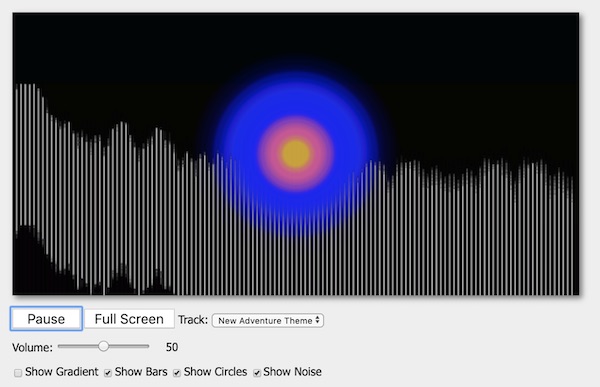 Pause Full Screen Track: New Adventure Theme
Volume: 50
Show Gradient Show Bars Show Circles Show Noise